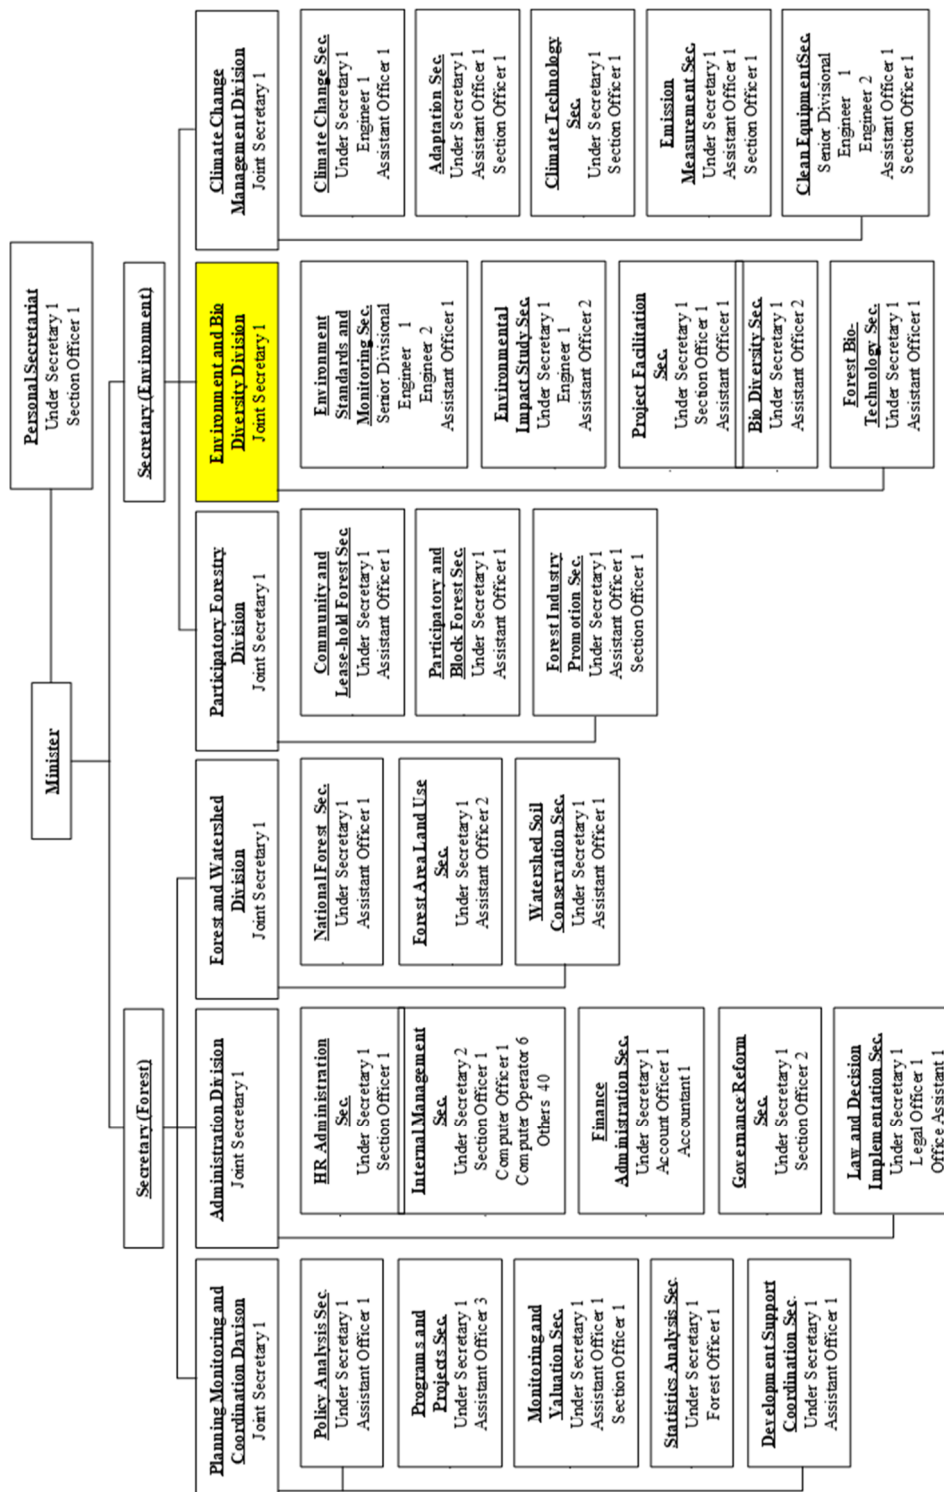 Minister
Personal Secretariat
Under Secretary 1
Section Officer 1
Secretary (Forest)
Secretary (Environment)
Planning Monitoring and
Coordination Davison
Joint Secretary 1
Policy Analysis Sec.
Under Secretary 1
Assistant Officer 1
Programs and
Projects Sec.
Under Secretary 1
Assistant Officer 3
Monitoring and
Valuation Sec.
Under Secretary 1
Assistant Officer 1
Section Officer 1
Statistics Analysis Sec.
Under Secretary 1
Forest Officer 1
Development Support
Coordination Sec.
Under Secretary 1
Assistant Officer 1
Administration Division
Joint Secretary 1
HR Administration
Sec.
Under Secretary 1
Section Officer 1
Internal Management
Sec.
Under Secretary 2
Section Officer 1
Computer Officer 1
Computer Operator 6
Others 40
Finance
Administration Sec.
Under Secretary 1
Account Officer 1
Accountant 1
Governance Reform
Sec.
Under Secretary 1
Section Officer 2
Law and Decision
Implementation Sec.
Under Secretary 1
Legal Officer 1
Office Assistant 1
Forest and Watershed
Division
Joint Secretary 1
National Forest Sec.
Under Secretary 1
Assistant Officer 1
Forest Area Land Use
Sec.
Under Secretary 1
Assistant Officer 2
Watershed Soil
Conservation Sec.
Under Secretary 1
Assistant Officer 1
Participatory Forestry
Division
Joint Secretary 1
Community and
Lease-hold Forest Sec.
Under Secretary 1
Assistant Officer 1
Participatory and
Block Forest Sec.
Under Secretary 1
Assistant Officer 1
Forest Industry
Promotion Sec.
Under Secretary 1
Assistant Officer 1
Section Officer 1
Environment and Bio
Diversity Division
Joint Secretary 1
Environment
Standards and
Monitoring Sec.
Senior Divisional
Engineer 1
Engineer 2
Assistant Officer 1
Environmental
Impact Study Sec.
Under Secretary 1
Engineer 1
Assistant Officer 2
Project Facilitation
Sec.
Under Secretary 1
Section Officer 1
Assistant Officer 1
Bio Diversity Sec.
Under Secretary 1
Assistant Officer 2
Forest Bio-
Technology Sec.
Under Secretary 1
Assistant Officer 1
Climate Change
Management Division
Joint Secretary 1
Climate Change Sec.
Under Secretary 1
Engineer 1
Assistant Officer 1
Adaptation Sec.
Under Secretary 1
Assistant Officer 1
Section Officer 1
Climate Technology
Sec.
Under Secretary 1
Section Officer 1
Emission
Measurement Sec.
Under Secretary 1
Assistant Officer 1
Section Officer 1
Clean Equipment Sec.
Senior Divisional
Engineer 1
Engineer 2
Assistant Officer 1
Section Officer 1